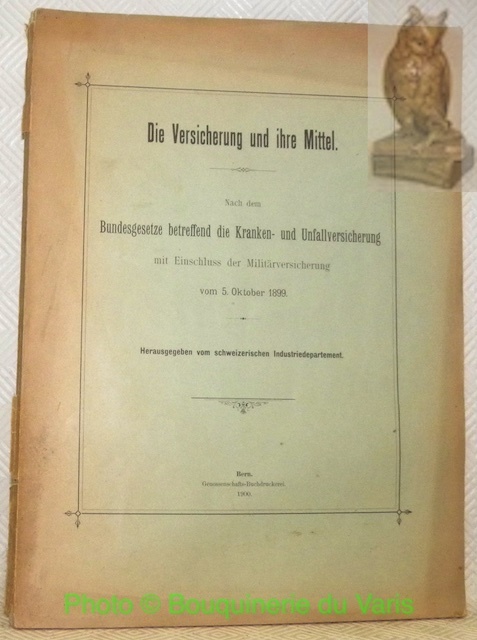 Die Versicherung und ihre Mittel.
Nach dem
Bundesgesetze betreffend die Kranken- und Unfallversicherung
mit Einschluss der Militärversicherung
vom 5. Oktober 1899.
Herausgegeben vom schweizerischen Industriedepartement.
Bern.
Genossenschafts-Buchdruckerei.
1900.
Photo © Bouquinerie du Varis